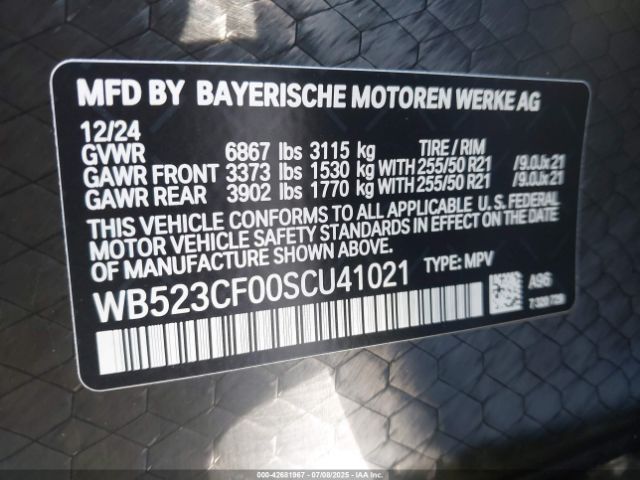 MFD BY BAYERISCHE MOTOREN WERKE AG
12/24
GVWR 6867 lbs 3115 kg TIRE / RIM
GAWR FRONT 3373 lbs 1530 kg WITH 255/50 R21 /9.0Jx21
GAWR REAR 3902 lbs 1770 kg WITH 255/50 R21 /9.0Jx21
THIS VEHICLE CONFORMS TO ALL APPLICABLE U. S. FEDERAL
MOTOR VEHICLE SAFETY STANDARDS IN EFFECT ON THE DATE
OF MANUFACTURE SHOWN ABOVE.
WB523CF00SCU41021 TYPE: MPV
A96
000-42681967 07/08/2025 IAAI.COM